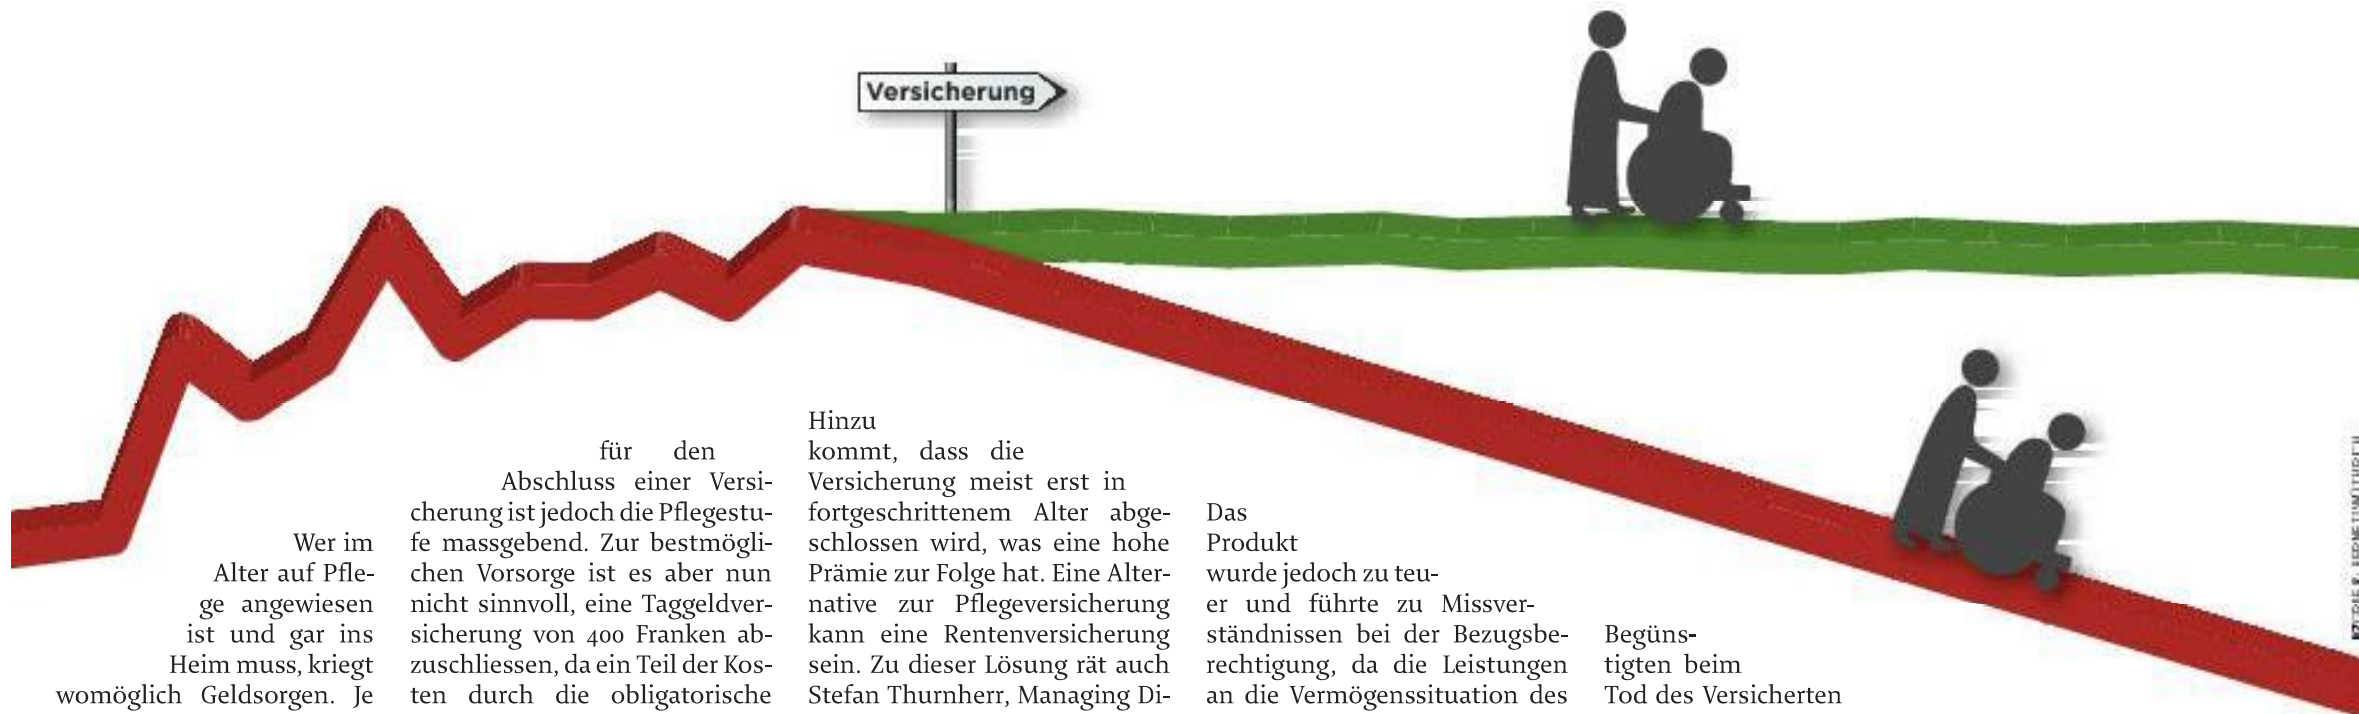 Versicherung
Wer im
Alter auf Pfle-
ge angewiesen
ist und gar ins
Heim muss, kriegt
womöglich Geldsorgen. Je
für den
Abschluss einer Versi-
cherung ist jedoch die Pflegestu-
fe massgebend. Zur bestmögli-
chen Vorsorge ist es aber nun
nicht sinnvoll, eine Taggeldver-
sicherung von 400 Franken ab-
zuschliessen, da ein Teil der Kos-
ten durch die obligatorische
Hinzu
kommt, dass die
Versicherung meist erst in
fortgeschrittenem Alter abge-
schlossen wird, was eine hohe
Prämie zur Folge hat. Eine Alter-
native zur Pflegeversicherung
kann eine Rentenversicherung
sein. Zu dieser Lösung rät auch
Stefan Thurnherr, Managing Di-
Das
Produkt
wurde jedoch zu teu-
er und führte zu Missver-
ständnissen bei der Bezugsbe-
rechtigung, da die Leistungen
an die Vermögenssituation des
Begüns-
tigten beim
Tod des Versicherten